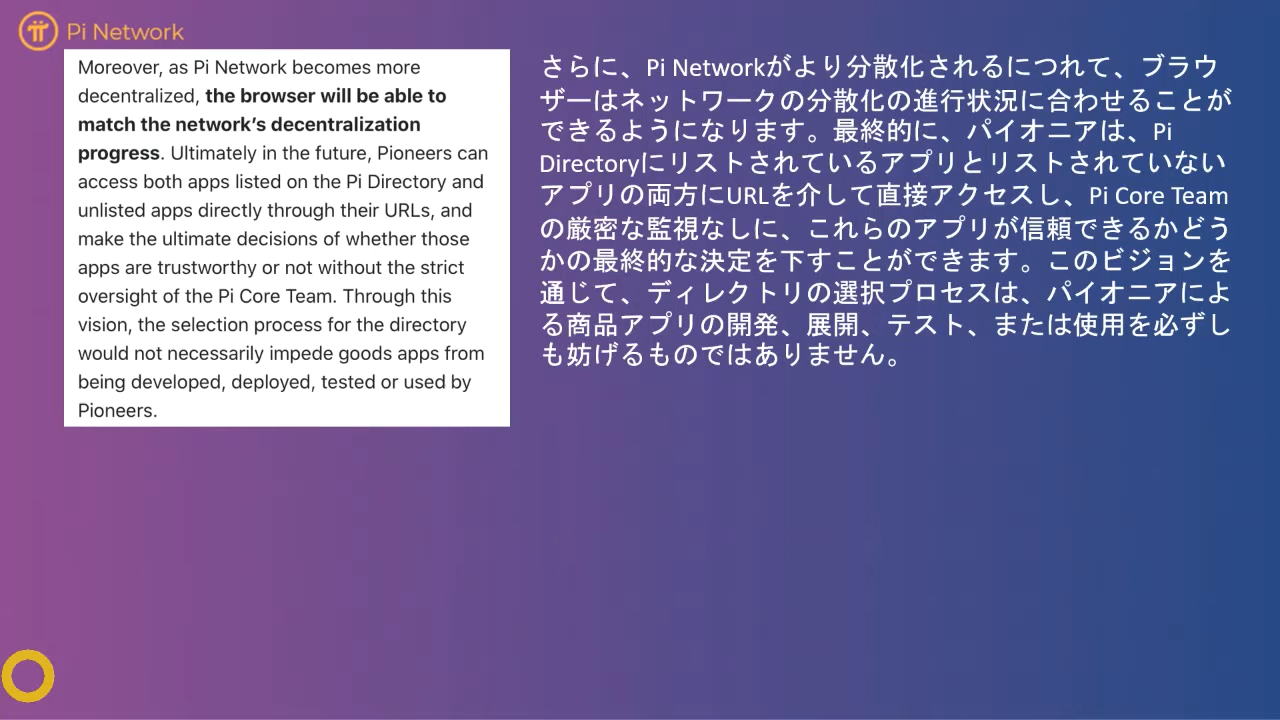 Pi Network
Moreover, as Pi Network becomes more
decentralized, the browser will be able to
match the network’s decentralization
progress. Ultimately in the future, Pioneers can
access both apps listed on the Pi Directory and
unlisted apps directly through their URLs, and
make the ultimate decisions of whether those
apps are trustworthy or not without the strict
oversight of the Pi Core Team. Through this
vision, the selection process for the directory
would not necessarily impede goods apps from
being developed, deployed, tested or used by
Pioneers.
さらに、Pi Networkがより分散化されるにつれて、ブラウ
ザーはネットワークの分散化の進行状況に合わせることが
できるようになります。最終的に、パイオニアは、Pi
Directoryにリストされているアプリとリストされていない
アプリの両方にURLを介して直接アクセスし、Pi Core Team
の厳密な監視なしに、これらのアプリが信頼できるかどう
かの最終的な決定を下すことができます。このビジョンを
通じて、ディレクトリの選択プロセスは、パイオニアによ
る商品アプリの開発、展開、テスト、または使用を必ずし
も妨げるものではありません。